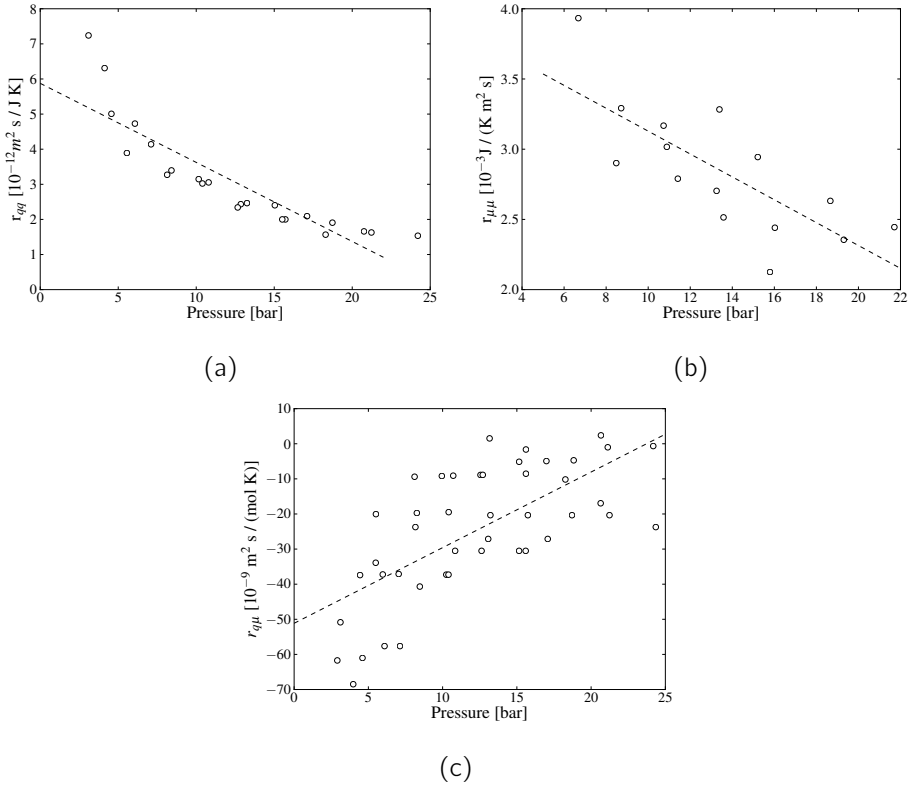 8
7
6
5
4
3
2
1
0
r_qq [10^−12 m^2 s / J K]
0 5 10 15 20 25
Pressure [bar]
(a)
4.0
3.5
3.0
2.5
2.0
r_μμ [10^−3 J / (K m^2 s)]
4 6 8 10 12 14 16 18 20 22
Pressure [bar]
(b)
10
0
−10
−20
−30
−40
−50
−60
−70
r_qμ [10^−9 m^2 s / (mol K)]
0 5 10 15 20 25
Pressure [bar]
(c)